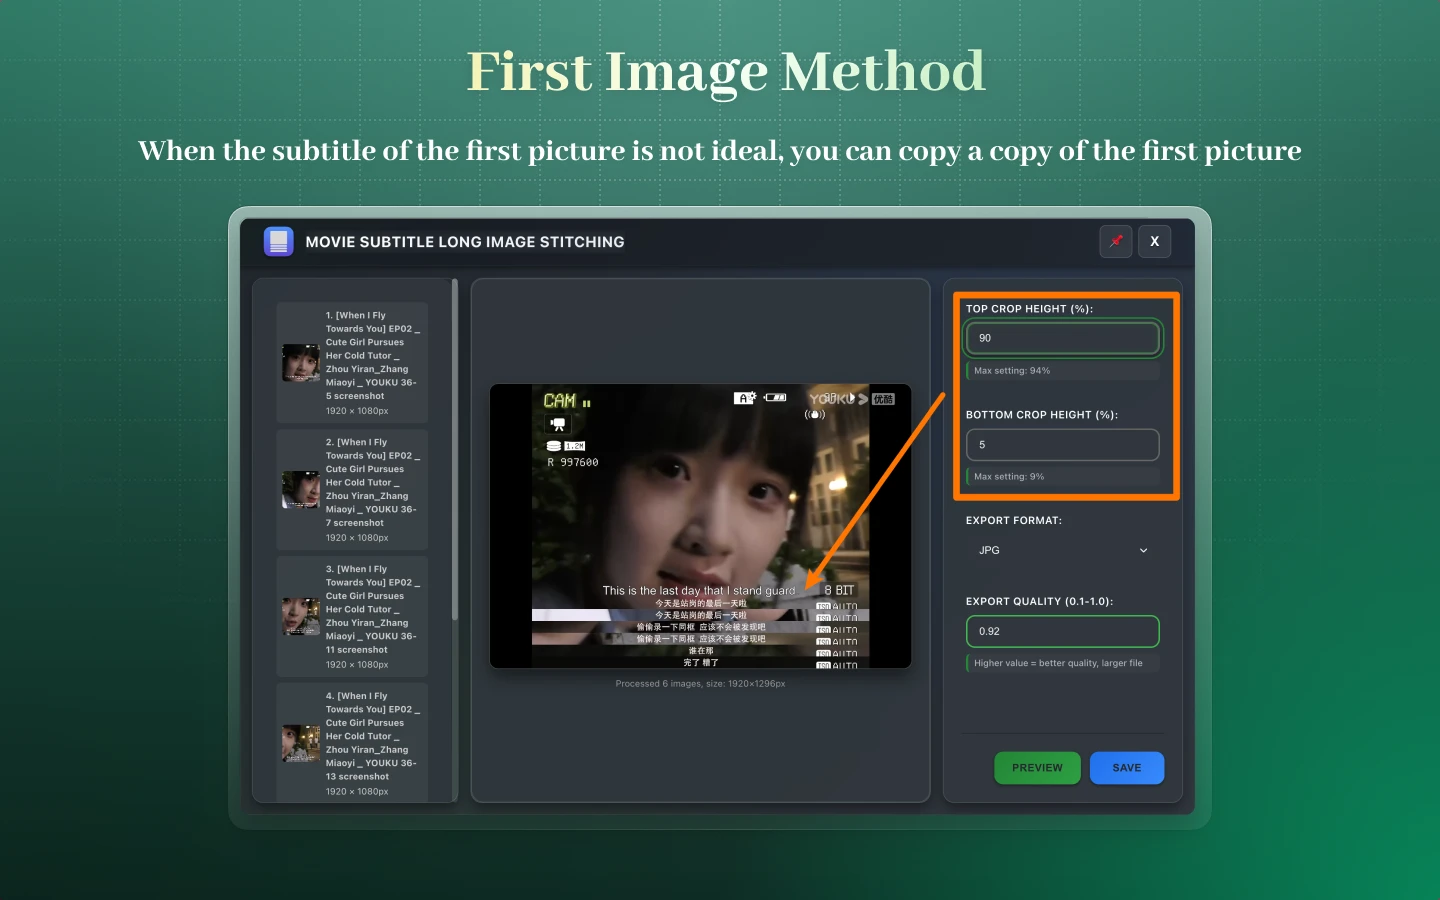 First Image Method
When the subtitle of the first picture is not ideal, you can copy a copy of the first picture
MOVIE SUBTITLE LONG IMAGE STITCHING
X
1. [When I Fly
Towards You] EP02 _
Cute Girl Pursues
Her Cold Tutor _
Zhou Yiran_Zhang
Miaoyi _ YOUKU 36-
5 screenshot
1920 × 1080px
2. [When I Fly
Towards You] EP02 _
Cute Girl Pursues
Her Cold Tutor _
Zhou Yiran_Zhang
Miaoyi _ YOUKU 36-
7 screenshot
1920 × 1080px
3. [When I Fly
Towards You] EP02 _
Cute Girl Pursues
Her Cold Tutor _
Zhou Yiran_Zhang
Miaoyi _ YOUKU 36-
11 screenshot
1920 × 1080px
4. [When I Fly
Towards You] EP02 _
Cute Girl Pursues
Her Cold Tutor _
Zhou Yiran_Zhang
Miaoyi _ YOUKU 36-
13 screenshot
1920 × 1080px
CAM
A
YOUKU 优酷
1.2M
R 997600
This is the last day that I stand guard
8 BIT
今天是站岗的最后一天啦
ISO AUTO
今天是站岗的最后一天啦
ISO AUTO
偷偷录一下同框 应该不会被发现吧
ISO AUTO
偷偷录一下同框 应该不会被发现吧
ISO AUTO
谁在那
ISO AUTO
完了 糟了
ISO AUTO
Processed 6 images, size: 1920×1296px
TOP CROP HEIGHT (%):
90
Max setting: 94%
BOTTOM CROP HEIGHT (%):
5
Max setting: 9%
EXPORT FORMAT:
JPG
EXPORT QUALITY (0.1-1.0):
0.92
Higher value = better quality, larger file
PREVIEW
SAVE